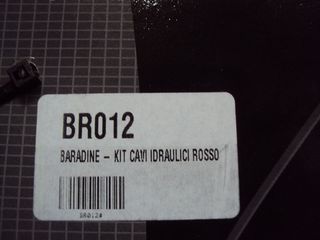 BR012
BARADINE - KIT CAVI IDRAULICI ROSSO
BR012#